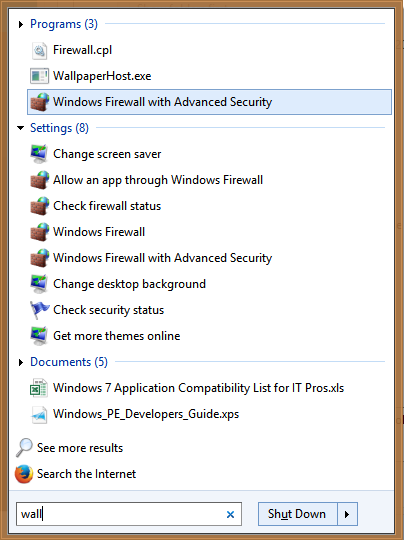 Programs (3)
Firewall.cpl
WallpaperHost.exe
Windows Firewall with Advanced Security
Settings (8)
Change screen saver
Allow an app through Windows Firewall
Check firewall status
Windows Firewall
Windows Firewall with Advanced Security
Change desktop background
Check security status
Get more themes online
Documents (5)
Windows 7 Application Compatibility List for IT Pros.xls
Windows_PE_Developers_Guide.xps
See more results
Search the Internet
wall Shut Down